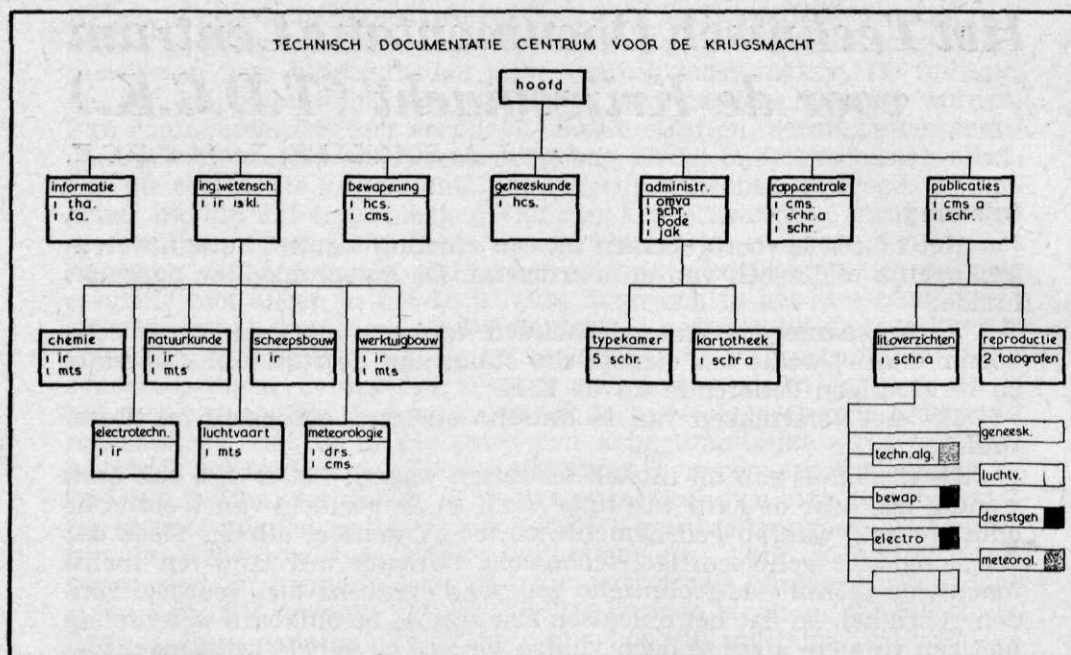 TECHNISCH DOCUMENTATIE CENTRUM VOOR DE KRIJGSMACHT
hoofd
informatie
1 tha.
1 ta.
ing.wetensch.
1 ir 1s kl.
bewapening
1 hcs.
1 cms.
geneeskunde
1 hcs.
administr.
1 omva
1 schr.
1 bode
1 jak
rapp.centrale
1 cms.
1 schr.a
1 schr.
publicaties
1 cms a
1 schr.
chemie
1 ir
1 mts
natuurkunde
1 ir
1 mts
scheepsbouw
1 ir
werktuigbouw
1 ir
1 mts
typekamer
5 schr.
kartotheek
1 schr a
lit.overzichten
1 schr.a
reproductie
2 fotografen
electrotechn.
1 ir
luchtvaart
1 mts
meteorologie
1 drs.
1 cms
geneesk.
techn.alg.
luchtv.
bewap.
dienstgeh
electro
meteorol.